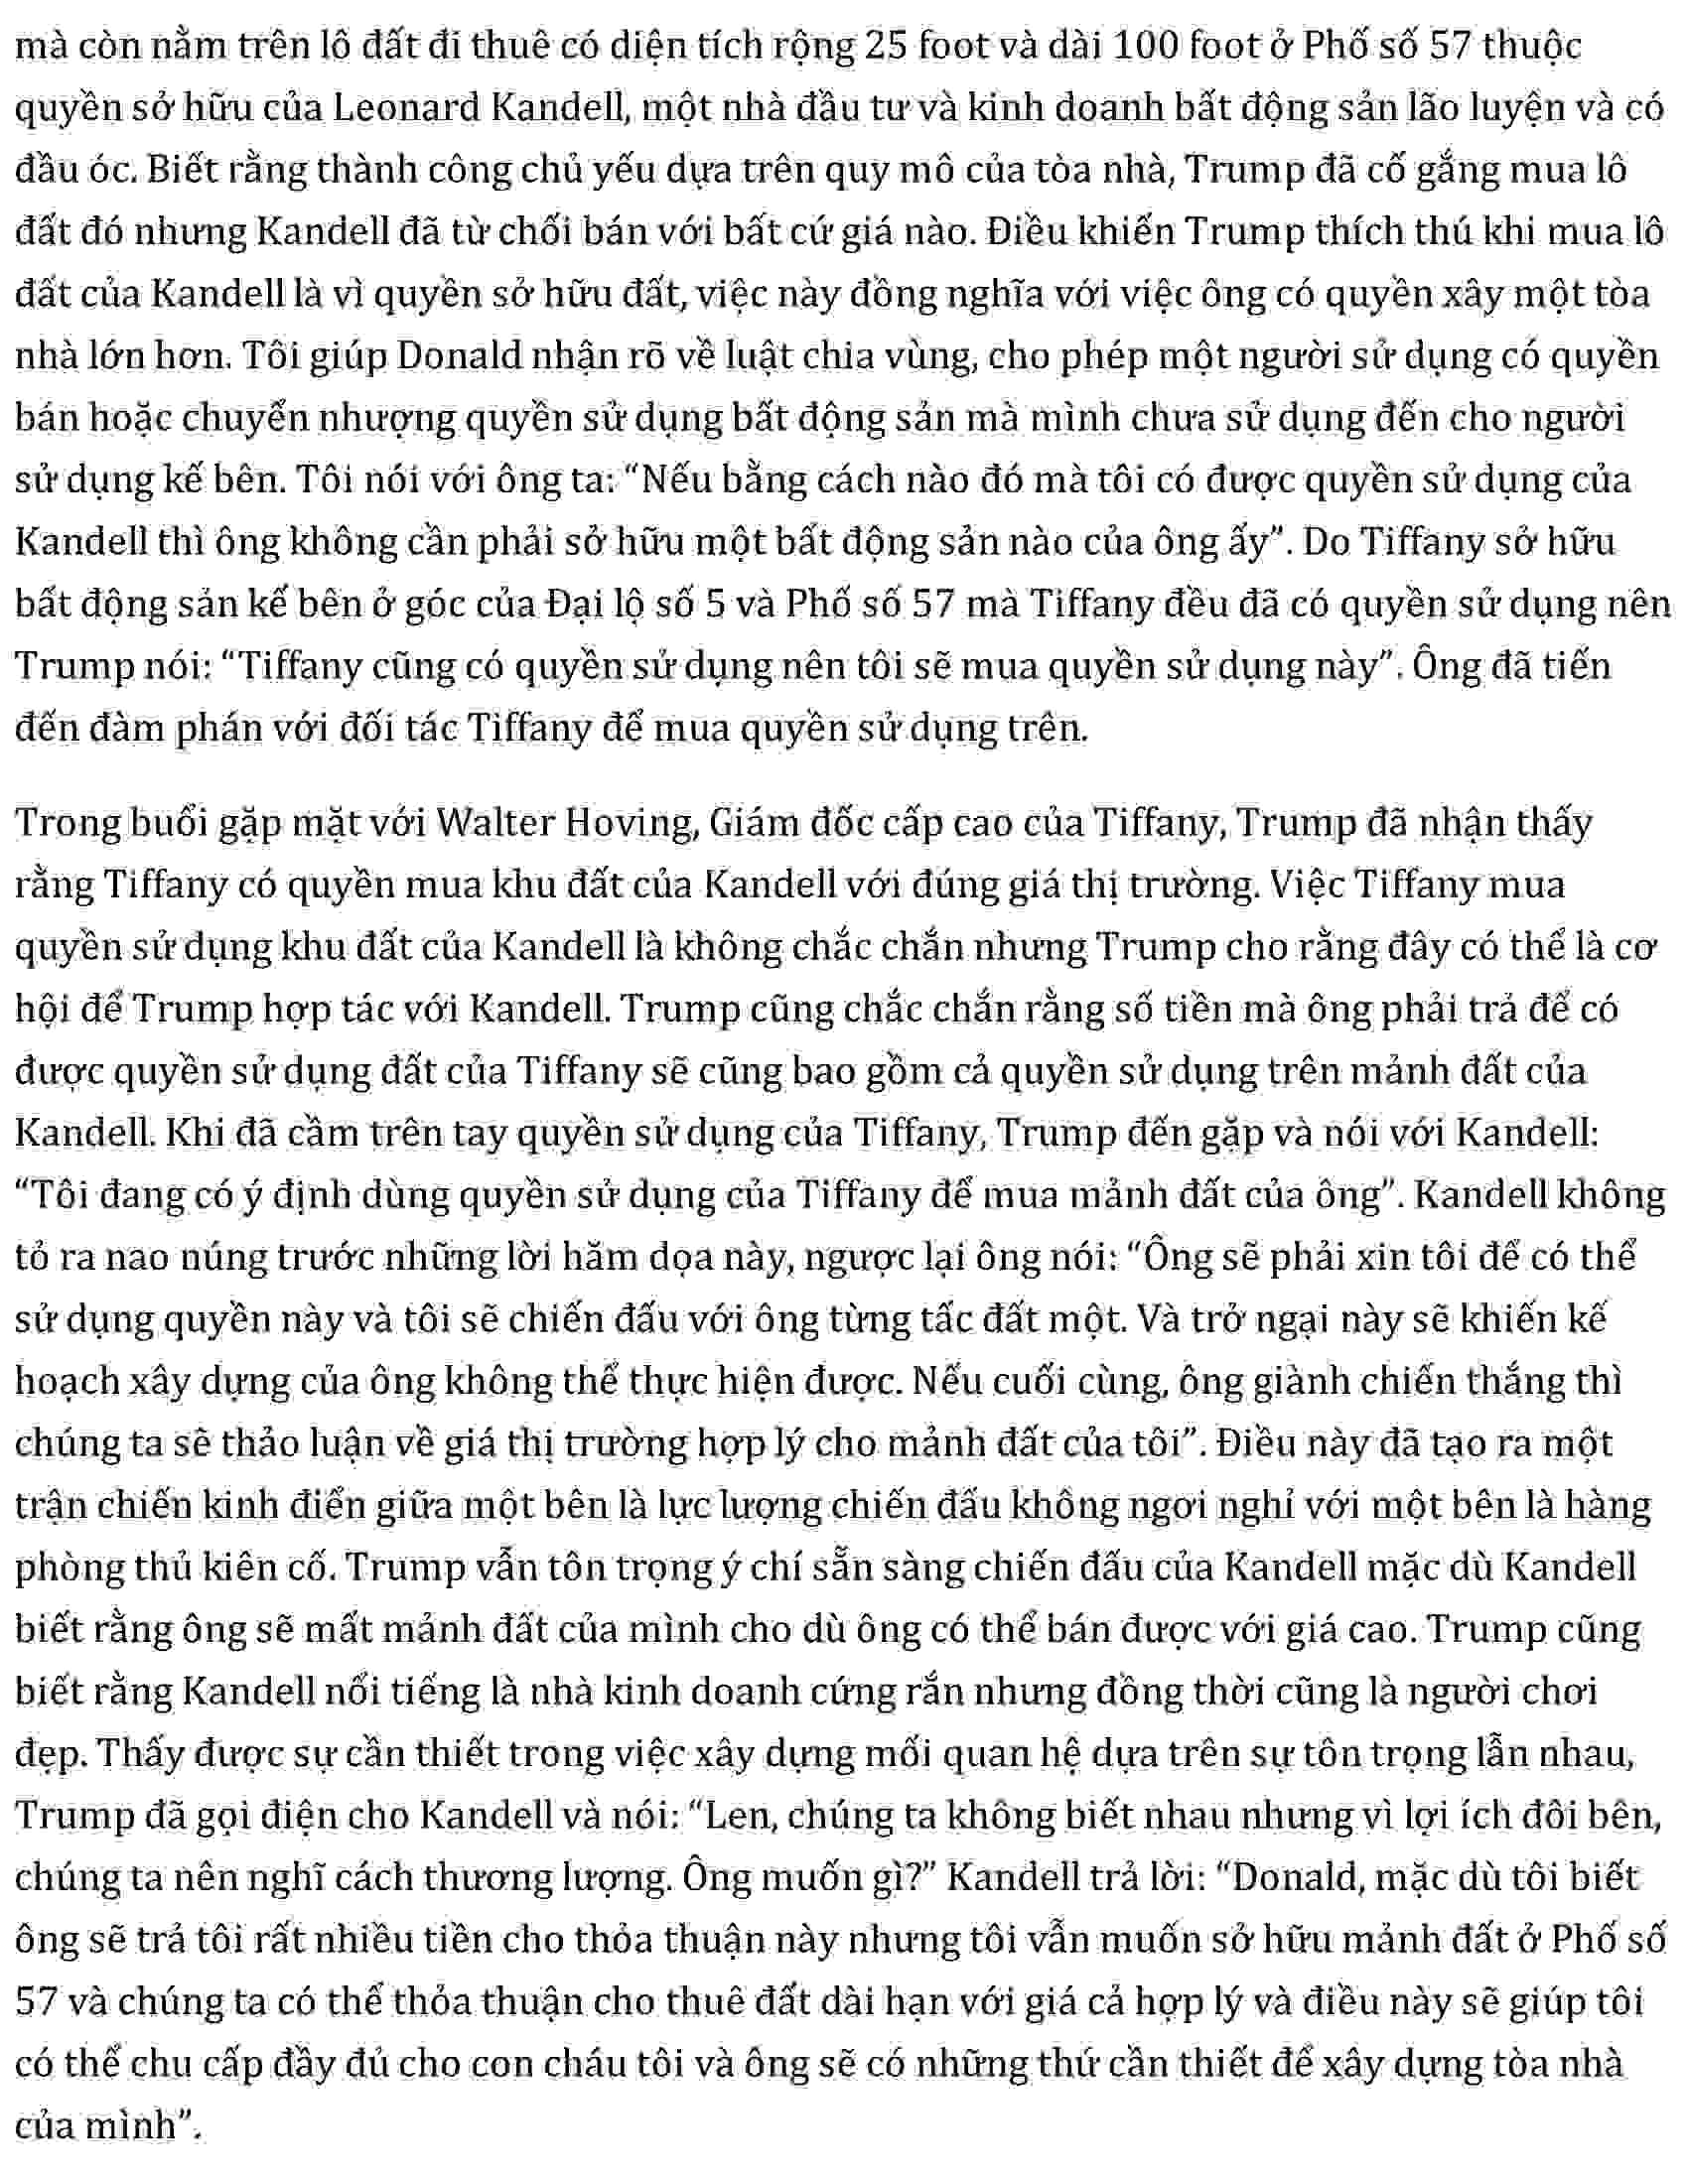 mà còn nằm trên lô đất đi thuê có diện tích rộng 25 foot và dài 100 foot ở Phố số 57 thuộc
quyền sở hữu của Leonard Kandell, một nhà đầu tư và kinh doanh bất động sản lão luyện và có
đầu óc. Biết rằng thành công chủ yếu dựa trên quy mô của tòa nhà, Trump đã cố gắng mua lô
đất đó nhưng Kandell đã từ chối bán với bất cứ giá nào. Điều khiến Trump thích thú khi mua lô
đất của Kandell là vì quyền sở hữu đất, việc này đồng nghĩa với việc ông có quyền xây một tòa
nhà lớn hơn. Tôi giúp Donald nhận rõ về luật chia vùng, cho phép một người sử dụng có quyền
bán hoặc chuyển nhượng quyền sử dụng bất động sản mà mình chưa sử dụng đến cho người
sử dụng kế bên. Tôi nói với ông ta: “Nếu bằng cách nào đó mà tôi có được quyền sử dụng của
Kandell thì ông không cần phải sở hữu một bất động sản nào của ông ấy”. Do Tiffany sở hữu
bất động sản kế bên ở góc của Đại lộ số 5 và Phố số 57 mà Tiffany đều đã có quyền sử dụng nên
Trump nói: “Tiffany cũng có quyền sử dụng nên tôi sẽ mua quyền sử dụng này”. Ông đã tiến
đến đàm phán với đối tác Tiffany để mua quyền sử dụng trên.
Trong buổi gặp mặt với Walter Hoving, Giám đốc cấp cao của Tiffany, Trump đã nhận thấy
rằng Tiffany có quyền mua khu đất của Kandell với đúng giá thị trường. Việc Tiffany mua
quyền sử dụng khu đất của Kandell là không chắc chắn nhưng Trump cho rằng đây có thể là cơ
hội để Trump hợp tác với Kandell. Trump cũng chắc chắn rằng số tiền mà ông phải trả để có
được quyền sử dụng đất của Tiffany sẽ cũng bao gồm cả quyền sử dụng trên mảnh đất của
Kandell. Khi đã cầm trên tay quyền sử dụng của Tiffany, Trump đến gặp và nói với Kandell:
“Tôi đang có ý định dùng quyền sử dụng của Tiffany để mua mảnh đất của ông”. Kandell không
tỏ ra nao núng trước những lời hăm dọa này, ngược lại ông nói: “Ông sẽ phải xin tôi để có thể
sử dụng quyền này và tôi sẽ chiến đấu với ông từng tấc đất một. Và trở ngại này sẽ khiến kế
hoạch xây dựng của ông không thể thực hiện được. Nếu cuối cùng, ông giành chiến thắng thì
chúng ta sẽ thảo luận về giá thị trường hợp lý cho mảnh đất của tôi”. Điều này đã tạo ra một
trận chiến kinh điển giữa một bên là lực lượng chiến đấu không ngơi nghỉ với một bên là hàng
phòng thủ kiên cố. Trump vẫn tôn trọng ý chí sẵn sàng chiến đấu của Kandell mặc dù Kandell
biết rằng ông sẽ mất mảnh đất của mình cho dù ông có thể bán được với giá cao. Trump cũng
biết rằng Kandell nổi tiếng là nhà kinh doanh cứng rắn nhưng đồng thời cũng là người chơi
đẹp. Thấy được sự cần thiết trong việc xây dựng mối quan hệ dựa trên sự tôn trọng lẫn nhau,
Trump đã gọi điện cho Kandell và nói: “Len, chúng ta không biết nhau nhưng vì lợi ích đôi bên,
chúng ta nên nghĩ cách thương lượng. Ông muốn gì?” Kandell trả lời: “Donald, mặc dù tôi biết
ông sẽ trả tôi rất nhiều tiền cho thỏa thuận này nhưng tôi vẫn muốn sở hữu mảnh đất ở Phố số
57 và chúng ta có thể thỏa thuận cho thuê đất dài hạn với giá cả hợp lý và điều này sẽ giúp tôi
có thể chu cấp đầy đủ cho con cháu tôi và ông sẽ có những thứ cần thiết để xây dựng tòa nhà
của mình”.